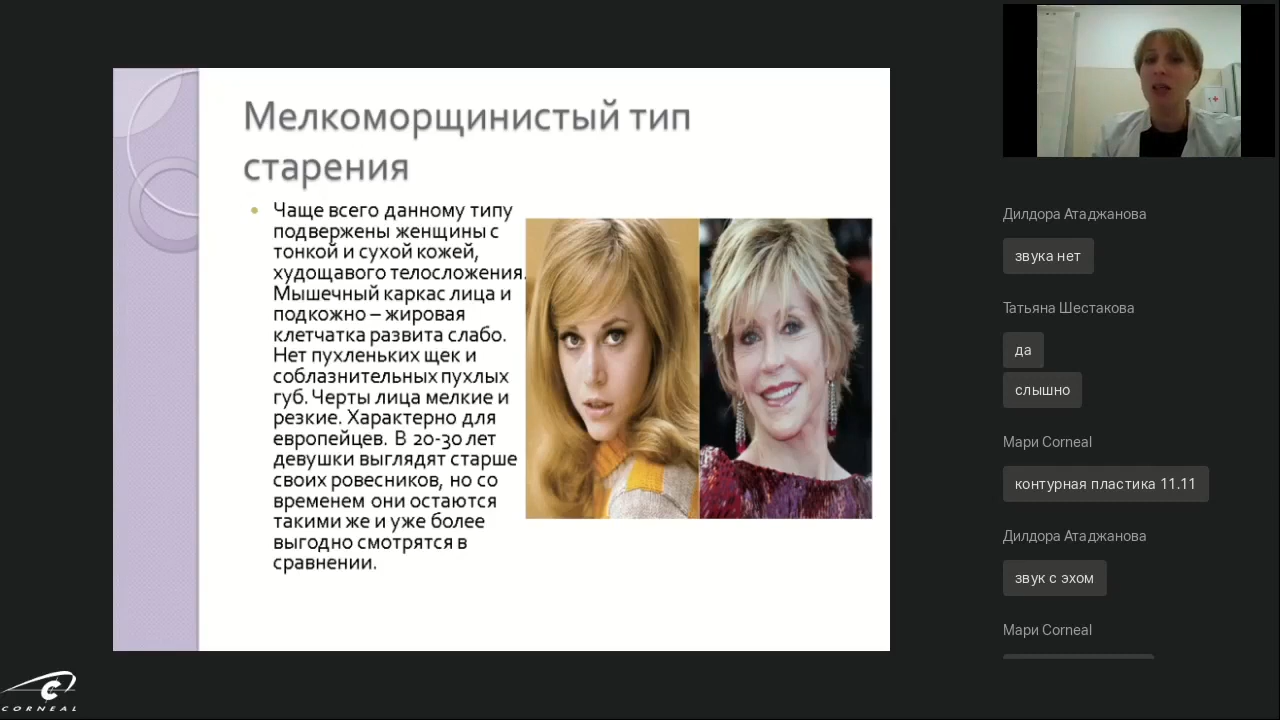 Мелкоморщинистый тип
старения
Чаще всего данному типу
подвержены женщины с
тонкой и сухой кожей,
худощавого телосложения.
Мышечный каркас лица и
подкожно – жировая
клетчатка развита слабо.
Нет пухленьких щек и
соблазнительных пухлых
губ. Черты лица мелкие и
резкие. Характерно для
европейцев. В 20-30 лет
девушки выглядят старше
своих ровесников, но со
временем они остаются
такими же и уже более
выгодно смотрятся в
сравнении.
Дилдора Атаджанова
звука нет
Татьяна Шестакова
да
слышно
Мари Corneal
контурная пластика 11.11
Дилдора Атаджанова
звук с эхом
Мари Corneal
CORNEAL